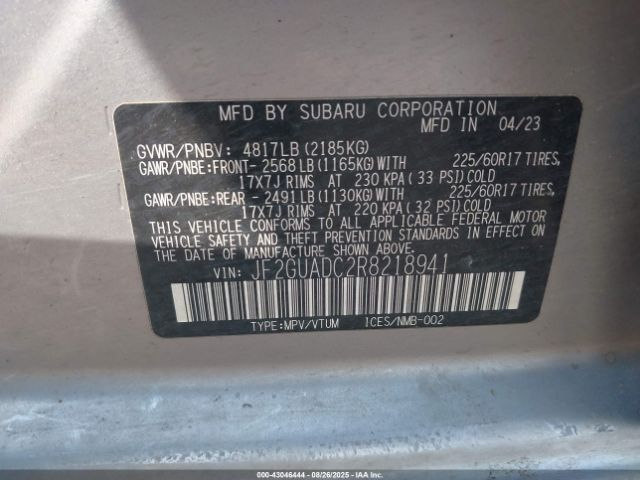 MFD BY SUBARU CORPORATION
MFD IN 04/23
GVWR/PNBV: 4817LB (2185KG)
GAWR/PNBE:FRONT- 2568 LB (1165KG) WITH 225/60R17 TIRES,
17X7J RIMS AT 230 KPA ( 33 PSI) COLD
GAWR/PNBE:REAR - 2491 LB (1130KG) WITH 225/60R17 TIRES,
17X7J RIMS AT 220 KPA ( 32 PSI) COLD
THIS VEHICLE CONFORMS TO ALL APPLICABLE FEDERAL MOTOR
VEHICLE SAFETY AND THEFT PREVENTION STANDARDS IN EFFECT ON
THE DATE OF MANUFACTURE SHOWN ABOVE.
VIN: JF2GUADC2R8218941
TYPE:MPV/VTUM ICES/NMB-002
000-43046444 - 08/26/2025 - COPYRIGHT IAA, LLC.